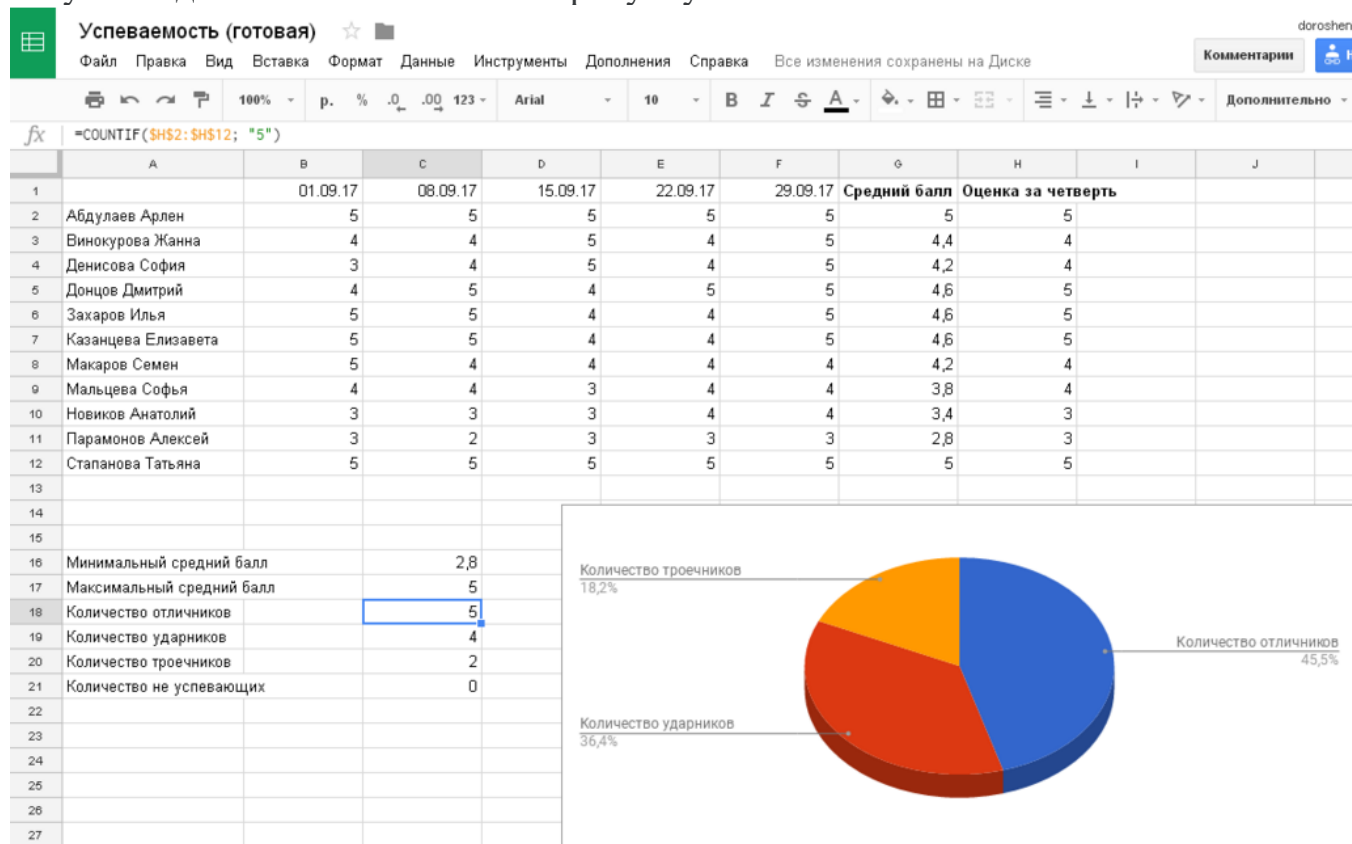 Успеваемость (готовая)
doroshen
Файл Правка Вид Вставка Формат Данные Инструменты Дополнения Справка Все изменения сохранены на Диске
Комментарии
100% р. % .0 .00 123 Arial 10 B I S A Дополнительно
fx =COUNTIF($H$2:$H$12; "5")
A B C D E F G H I J
1 01.09.17 08.09.17 15.09.17 22.09.17 29.09.17 Средний балл Оценка за четверть
2 Абдулаев Арлен 5 5 5 5 5 5 5
3 Винокурова Жанна 4 4 5 4 5 4,4 4
4 Денисова София 3 4 5 4 5 4,2 4
5 Донцов Дмитрий 4 5 4 5 5 4,6 5
6 Захаров Илья 5 5 4 4 5 4,6 5
7 Казанцева Елизавета 5 5 4 4 5 4,6 5
8 Макаров Семен 5 4 4 4 4 4,2 4
9 Мальцева Софья 4 4 3 4 4 3,8 4
10 Новиков Анатолий 3 3 3 4 4 3,4 3
11 Парамонов Алексей 3 2 3 3 3 2,8 3
12 Стапанова Татьяна 5 5 5 5 5 5 5
13
14
15
16 Минимальный средний балл 2,8
17 Максимальный средний балл 5
18 Количество отличников 5
19 Количество ударников 4
20 Количество троечников 2
21 Количество не успевающих 0
22
23
24
25
26
27
Количество троечников
18,2%
Количество отличников
45,5%
Количество ударников
36,4%